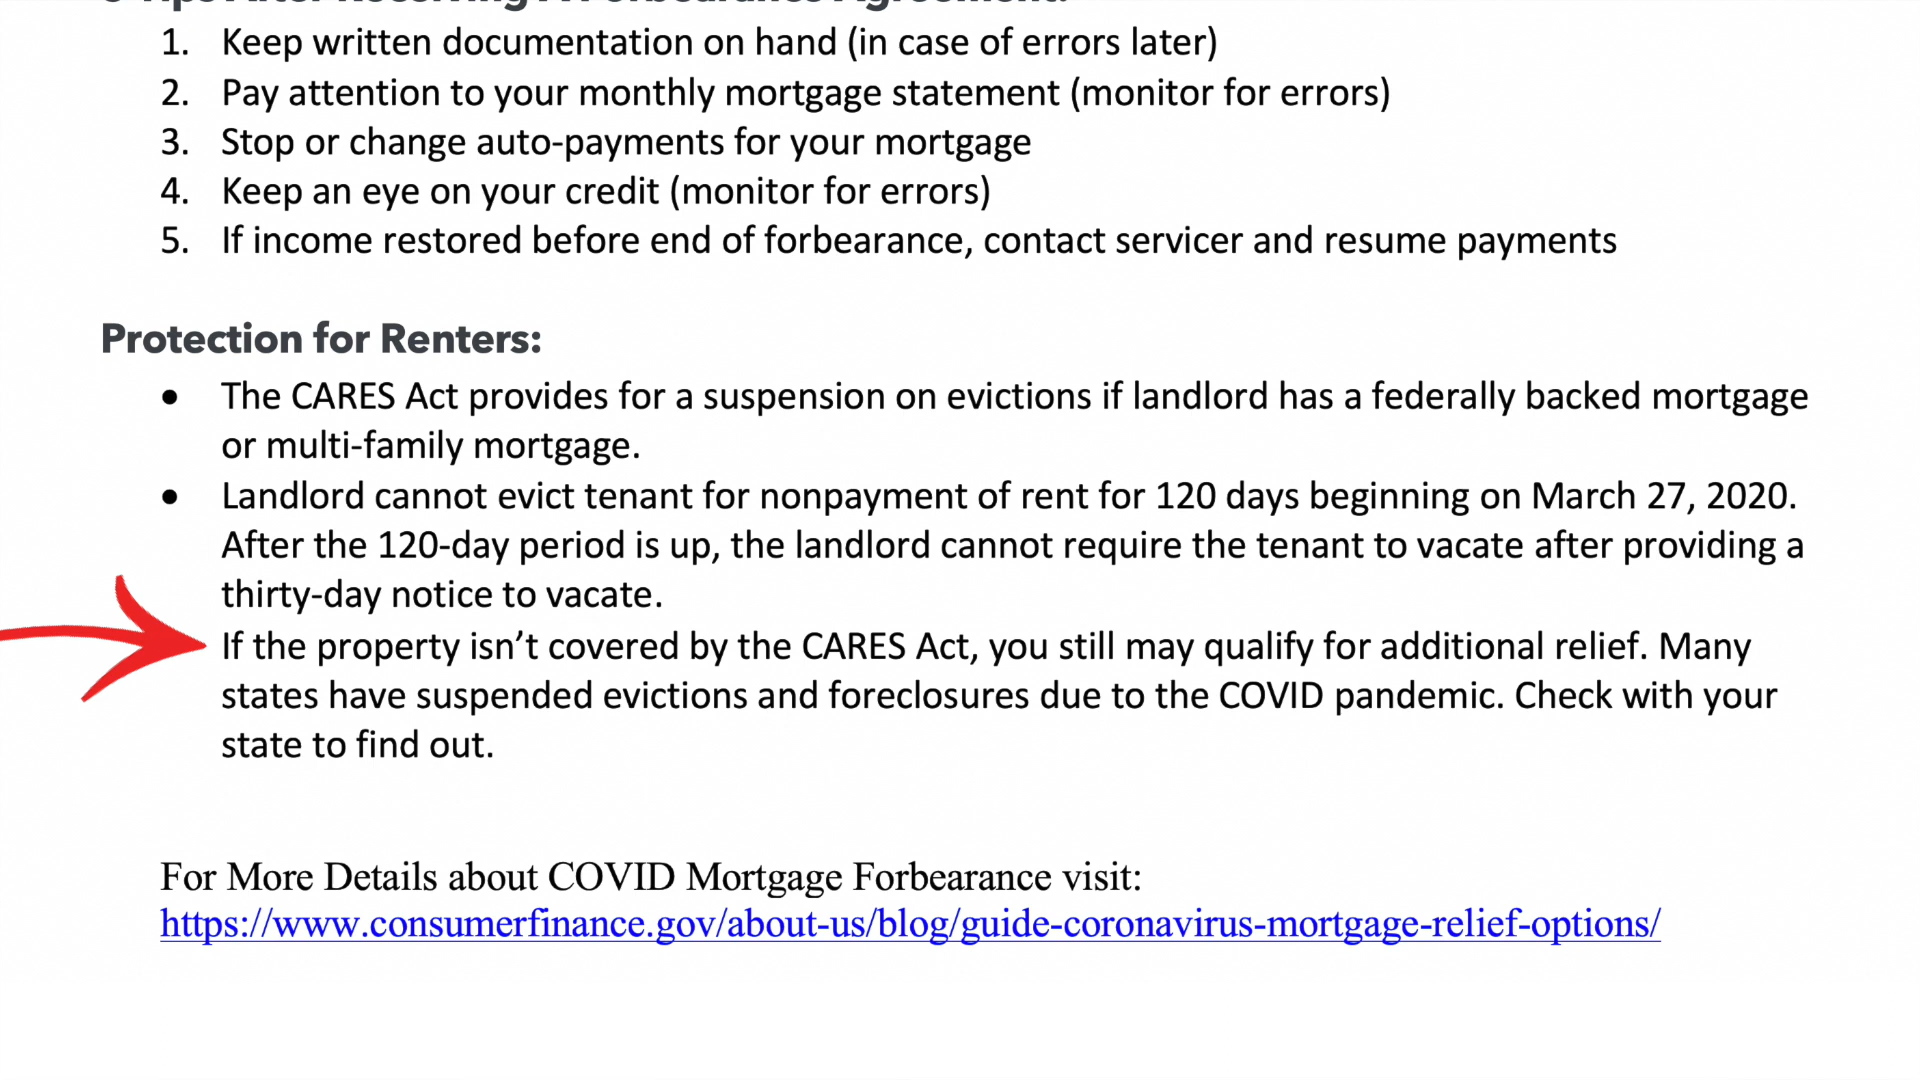 5 Tips After Receiving A Forbearance Agreement:
1. Keep written documentation on hand (in case of errors later)
2. Pay attention to your monthly mortgage statement (monitor for errors)
3. Stop or change auto-payments for your mortgage
4. Keep an eye on your credit (monitor for errors)
5. If income restored before end of forbearance, contact servicer and resume payments
Protection for Renters:
• The CARES Act provides for a suspension on evictions if landlord has a federally backed mortgage
or multi-family mortgage.
• Landlord cannot evict tenant for nonpayment of rent for 120 days beginning on March 27, 2020.
After the 120-day period is up, the landlord cannot require the tenant to vacate after providing a
thirty-day notice to vacate.
If the property isn’t covered by the CARES Act, you still may qualify for additional relief. Many
states have suspended evictions and foreclosures due to the COVID pandemic. Check with your
state to find out.
For More Details about COVID Mortgage Forbearance visit:
https://www.consumerfinance.gov/about-us/blog/guide-coronavirus-mortgage-relief-options/